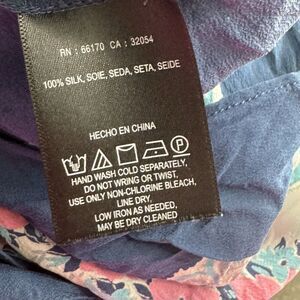 RN : 66170 CA : 32054
100% SILK, SOIE, SEDA, SETA, SEIDE
HECHO EN CHINA
P
HAND WASH COLD SEPARATELY,
DO NOT WRING OR TWIST,
USE ONLY NON-CHLORINE BLEACH,
LINE DRY.
LOW IRON AS NEEDED,
MAY BE DRY CLEANED